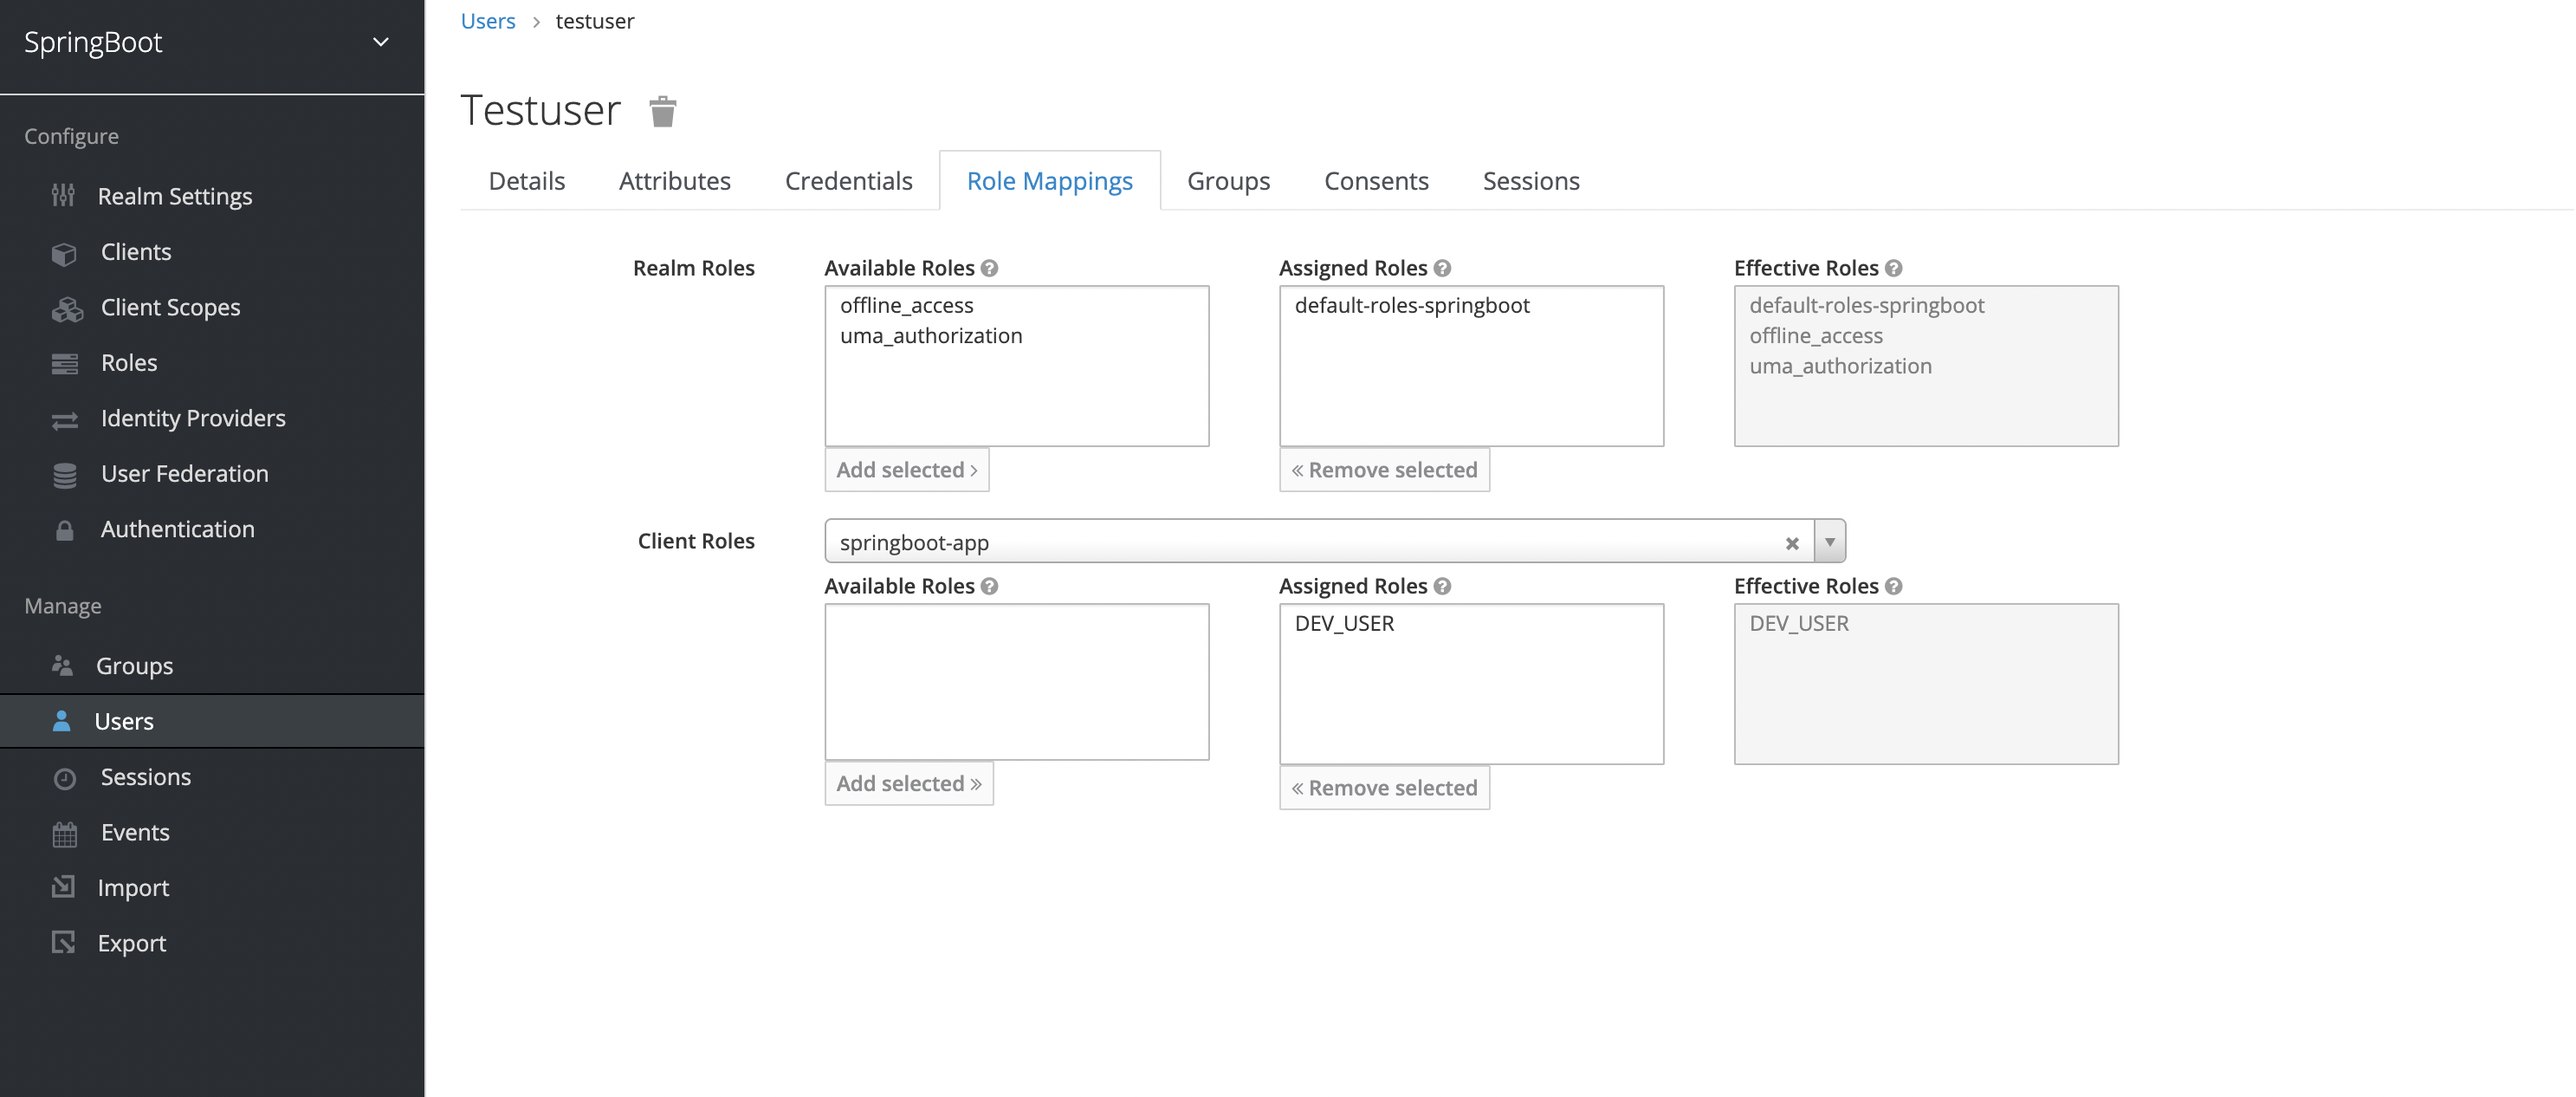 SpringBoot
Configure
Realm Settings
Clients
Client Scopes
Roles
Identity Providers
User Federation
Authentication
Manage
Groups
Users
Sessions
Events
Import
Export
Users > testuser
Testuser
Details Attributes Credentials Role Mappings Groups Consents Sessions
Realm Roles
Available Roles
offline_access
uma_authorization
Add selected >
Assigned Roles
default-roles-springboot
« Remove selected
Effective Roles
default-roles-springboot
offline_access
uma_authorization
Client Roles
springboot-app
Available Roles
Add selected »
Assigned Roles
DEV_USER
« Remove selected
Effective Roles
DEV_USER